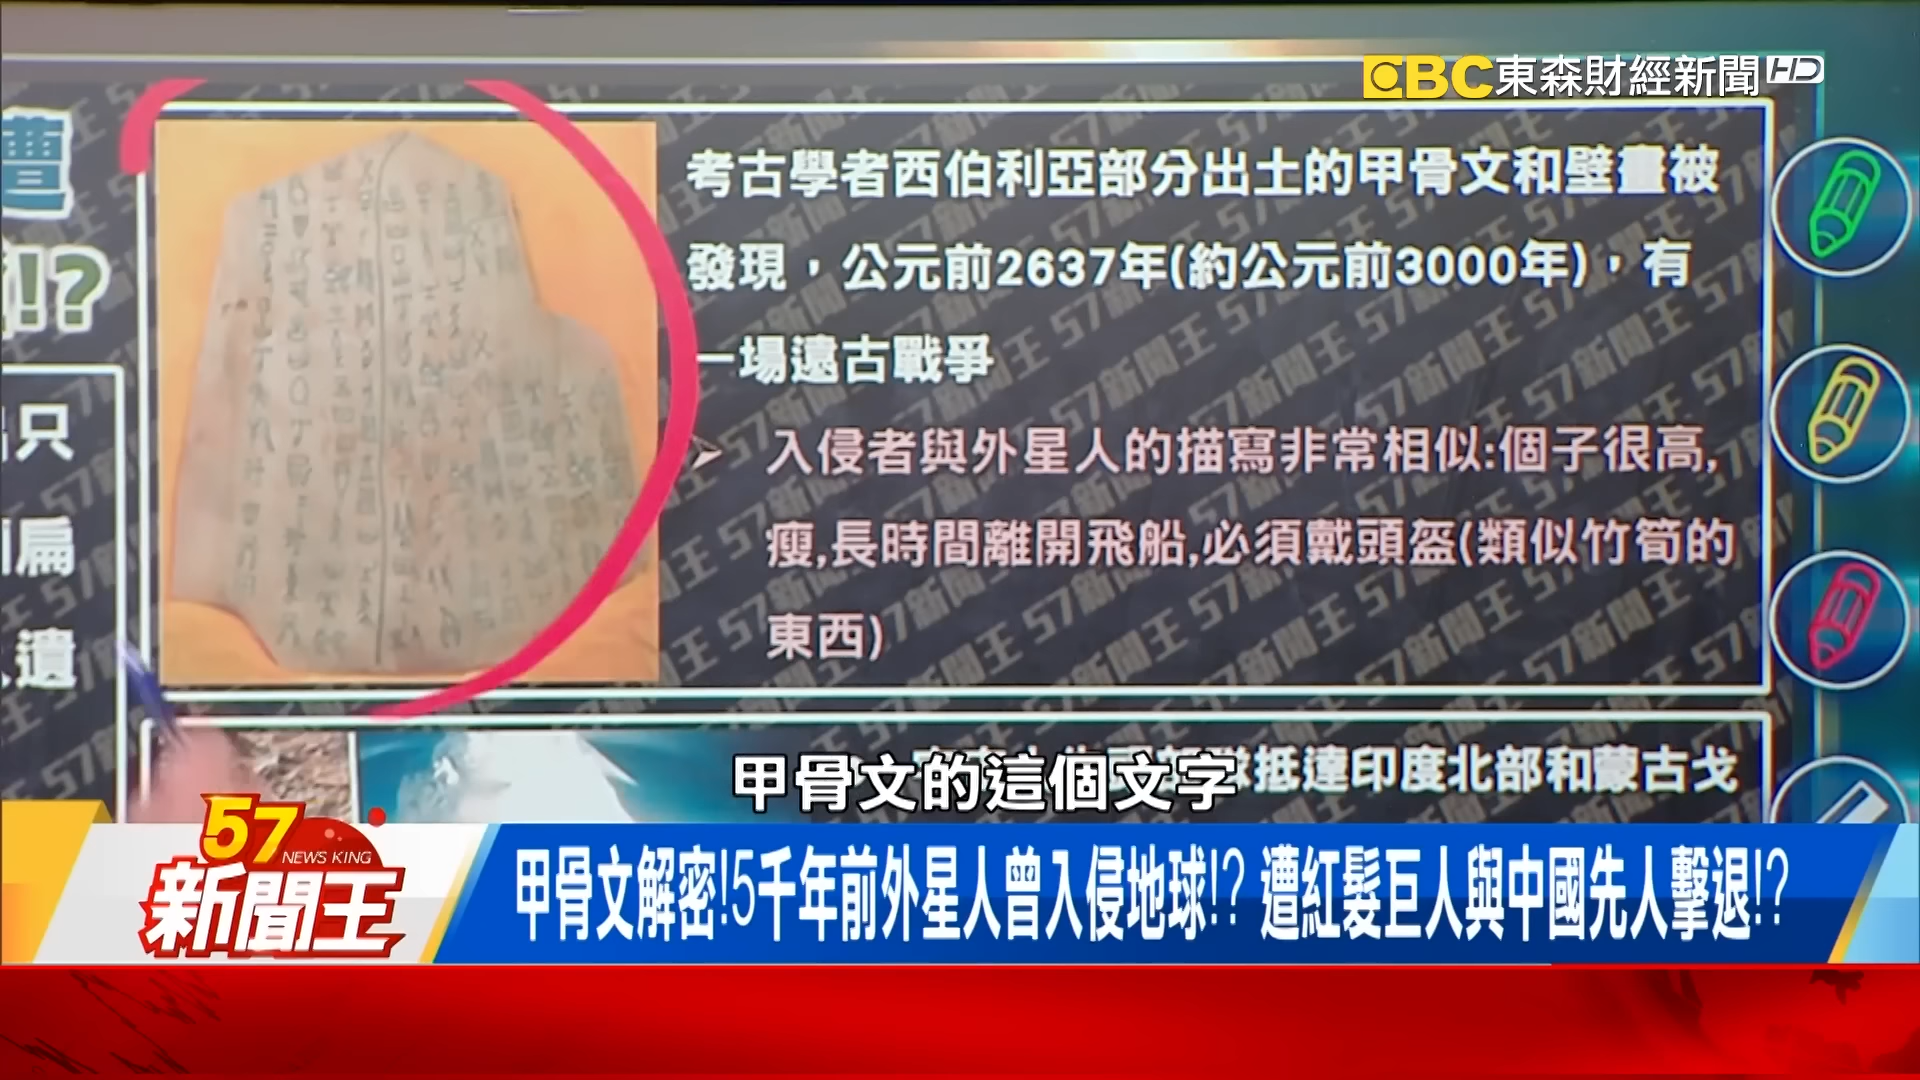 EBC東森財經新聞HD
遭
!?
只
扁
遺
考古學者西伯利亞部分出土的甲骨文和壁畫被
發現，公元前2637年(約公元前3000年)，有
一場遠古戰爭
入侵者與外星人的描寫非常相似:個子很高,
瘦,長時間離開飛船,必須戴頭盔(類似竹筍的
東西)
抵達印度北部和蒙古戈
甲骨文的這個文字
57
NEWS KING
新聞王
甲骨文解密!5千年前外星人曾入侵地球!? 遭紅髮巨人與中國先人擊退!?